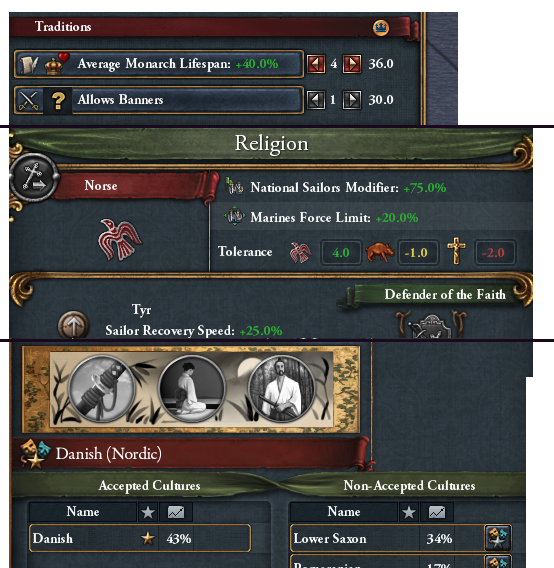 Traditions
Average Monarch Lifespan: +40.0% 4 36.0
Allows Banners 1 30.0
Religion
Norse
National Sailors Modifier: +75.0%
Marines Force Limit: +20.0%
Tolerance 4.0 -1.0 -2.0
Defender of the Faith
Tyr
Sailor Recovery Speed: +25.0%
Danish (Nordic)
Accepted Cultures
Non-Accepted Cultures
Name
Name
Danish 43%
Lower Saxon 34%
Pomeranian 17%